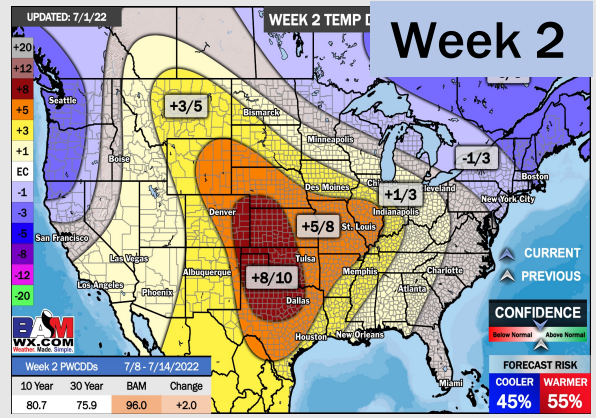 UPDATED: 7/1/22
WEEK 2 TEMP D
Week 2
+20
+12
+8
+5
+3
+1
EC
-1
-3
-5
-8
-12
-20
Seattle
+3/5
Bismarck
Minneapolis
-1/3
Boise
Boston
Des Moines
Chi
+1/3
eveland
New York City
Denver
Indianapolis
San Francisco
+5/8
St. Louis
CURRENT
Las Vegas
Tulsa
Albuquerque
+8/10
Memphis
Charlotte
PREVIOUS
Los Angeles
Phoenix
Dallas
Atlanta
CONFIDENCE
Below Normal
Above Normal
Houston
New Orleans
BAM
WX.COM
Weather. Made. Simple.
Miami
Week 2 PWCDDs 7/8 - 7/14/2022
10 Year 30 Year BAM Change
80.7 75.9 96.0 +2.0
FORECAST RISK
COOLER WARMER
45% 55%